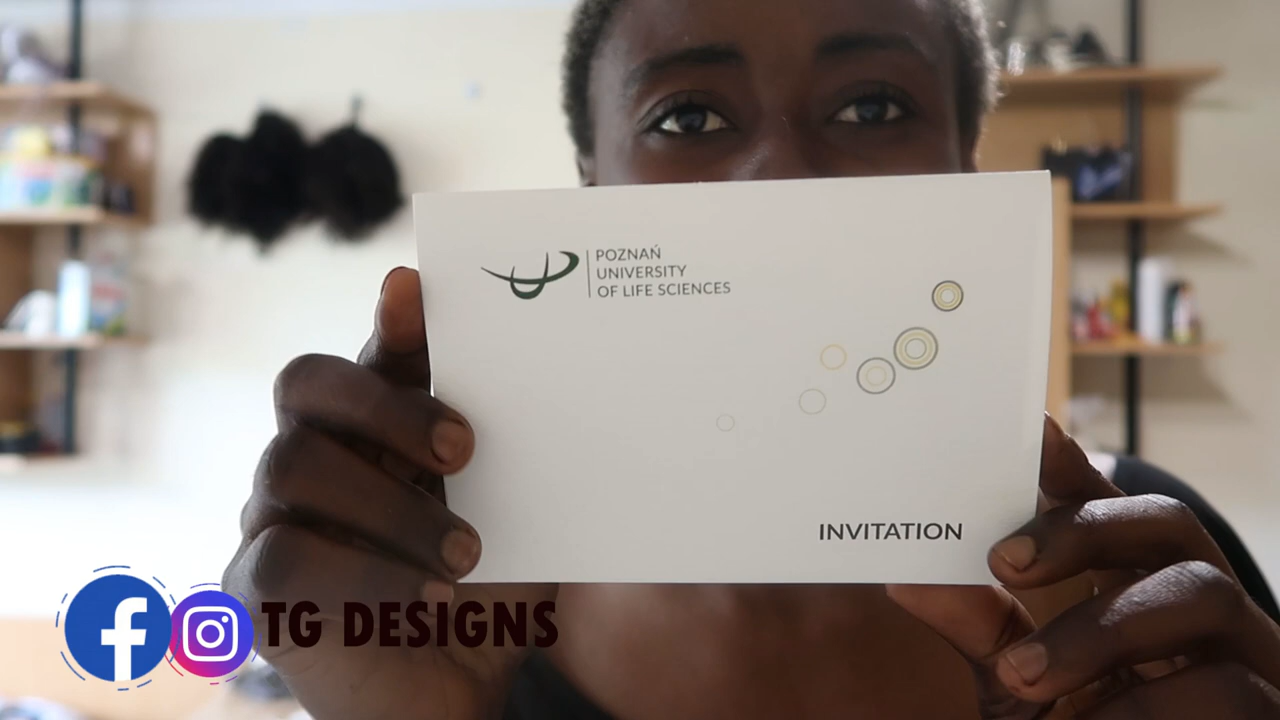 POZNAŃ
UNIVERSITY
OF LIFE SCIENCES
INVITATION
TG DESIGNS